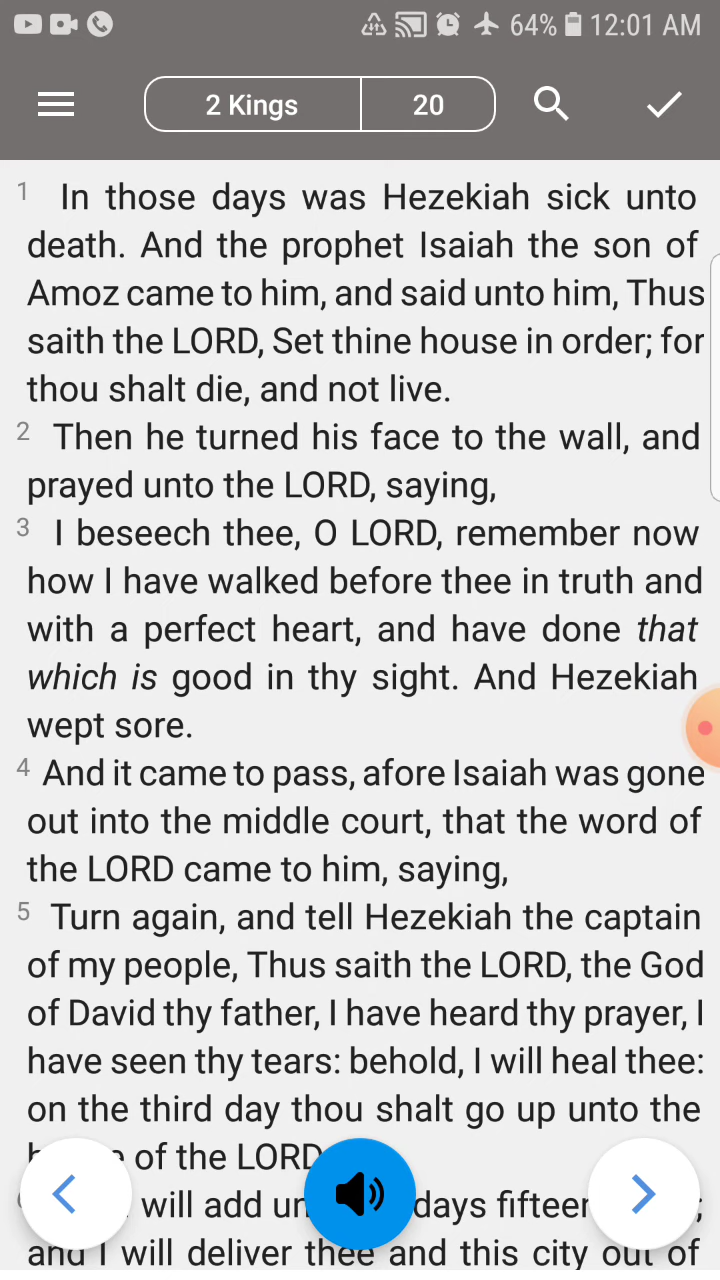 64% 12:01 AM
2 Kings 20
1 In those days was Hezekiah sick unto
death. And the prophet Isaiah the son of
Amoz came to him, and said unto him, Thus
saith the LORD, Set thine house in order; for
thou shalt die, and not live.
2 Then he turned his face to the wall, and
prayed unto the LORD, saying,
3 I beseech thee, O LORD, remember now
how I have walked before thee in truth and
with a perfect heart, and have done that
which is good in thy sight. And Hezekiah
wept sore.
4 And it came to pass, afore Isaiah was gone
out into the middle court, that the word of
the LORD came to him, saying,
5 Turn again, and tell Hezekiah the captain
of my people, Thus saith the LORD, the God
of David thy father, I have heard thy prayer, I
have seen thy tears: behold, I will heal thee:
on the third day thou shalt go up unto the
of the LORD
will add days
and I will deliver thee and this city out of